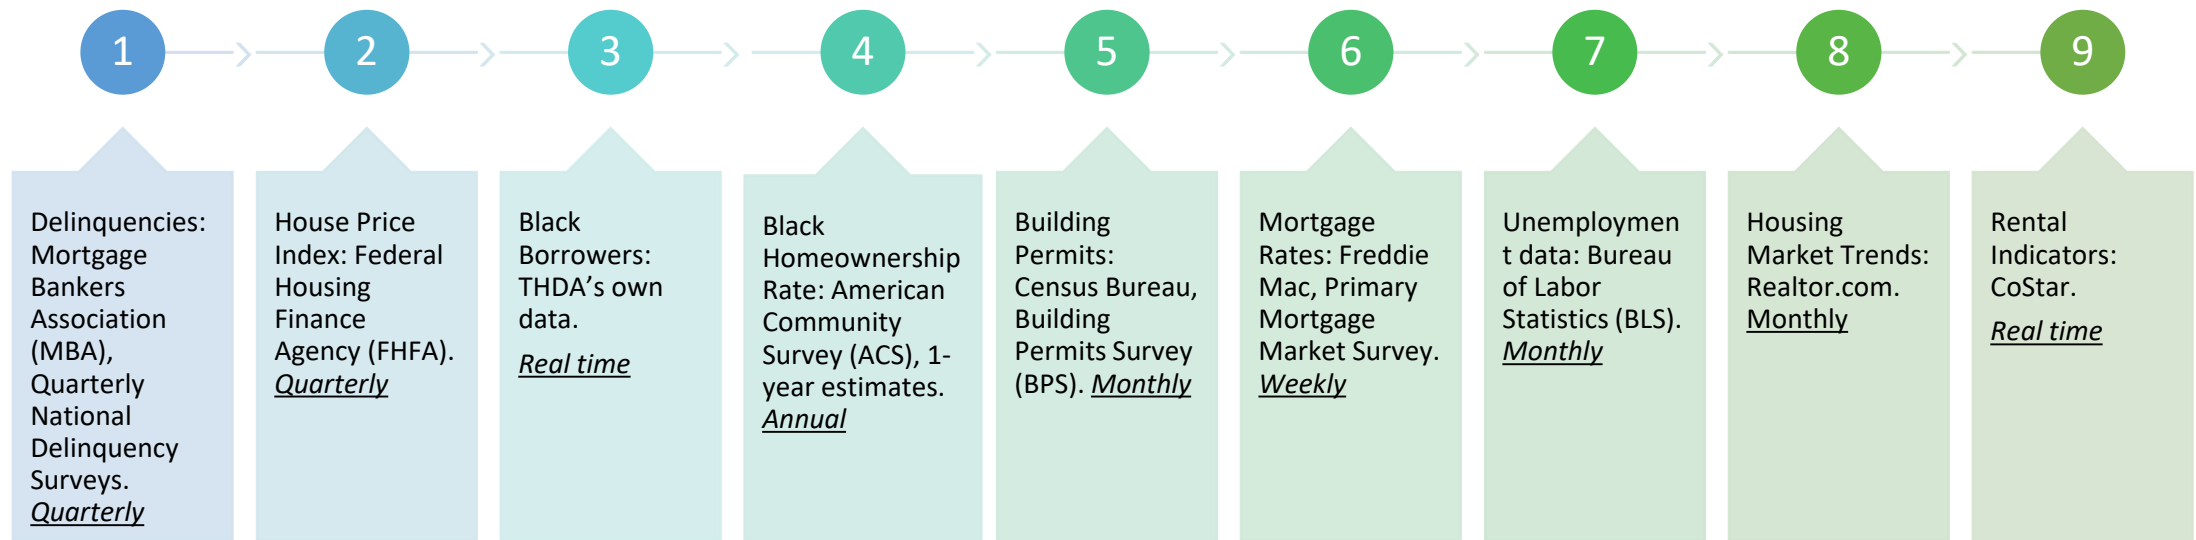 1
2
3
4
5
6
7
8
9
Delinquencies:
Mortgage
Bankers
Association
(MBA),
Quarterly
National
Delinquency
Surveys.
Quarterly
House Price
Index: Federal
Housing
Finance
Agency (FHFA).
Quarterly
Black
Borrowers:
THDA’s own
data.
Real time
Black
Homeownership
Rate: American
Community
Survey (ACS), 1-
year estimates.
Annual
Building
Permits:
Census Bureau,
Building
Permits Survey
(BPS). Monthly
Mortgage
Rates: Freddie
Mac, Primary
Mortgage
Market Survey.
Weekly
Unemploymen
t data: Bureau
of Labor
Statistics (BLS).
Monthly
Housing
Market Trends:
Realtor.com.
Monthly
Rental
Indicators:
CoStar.
Real time